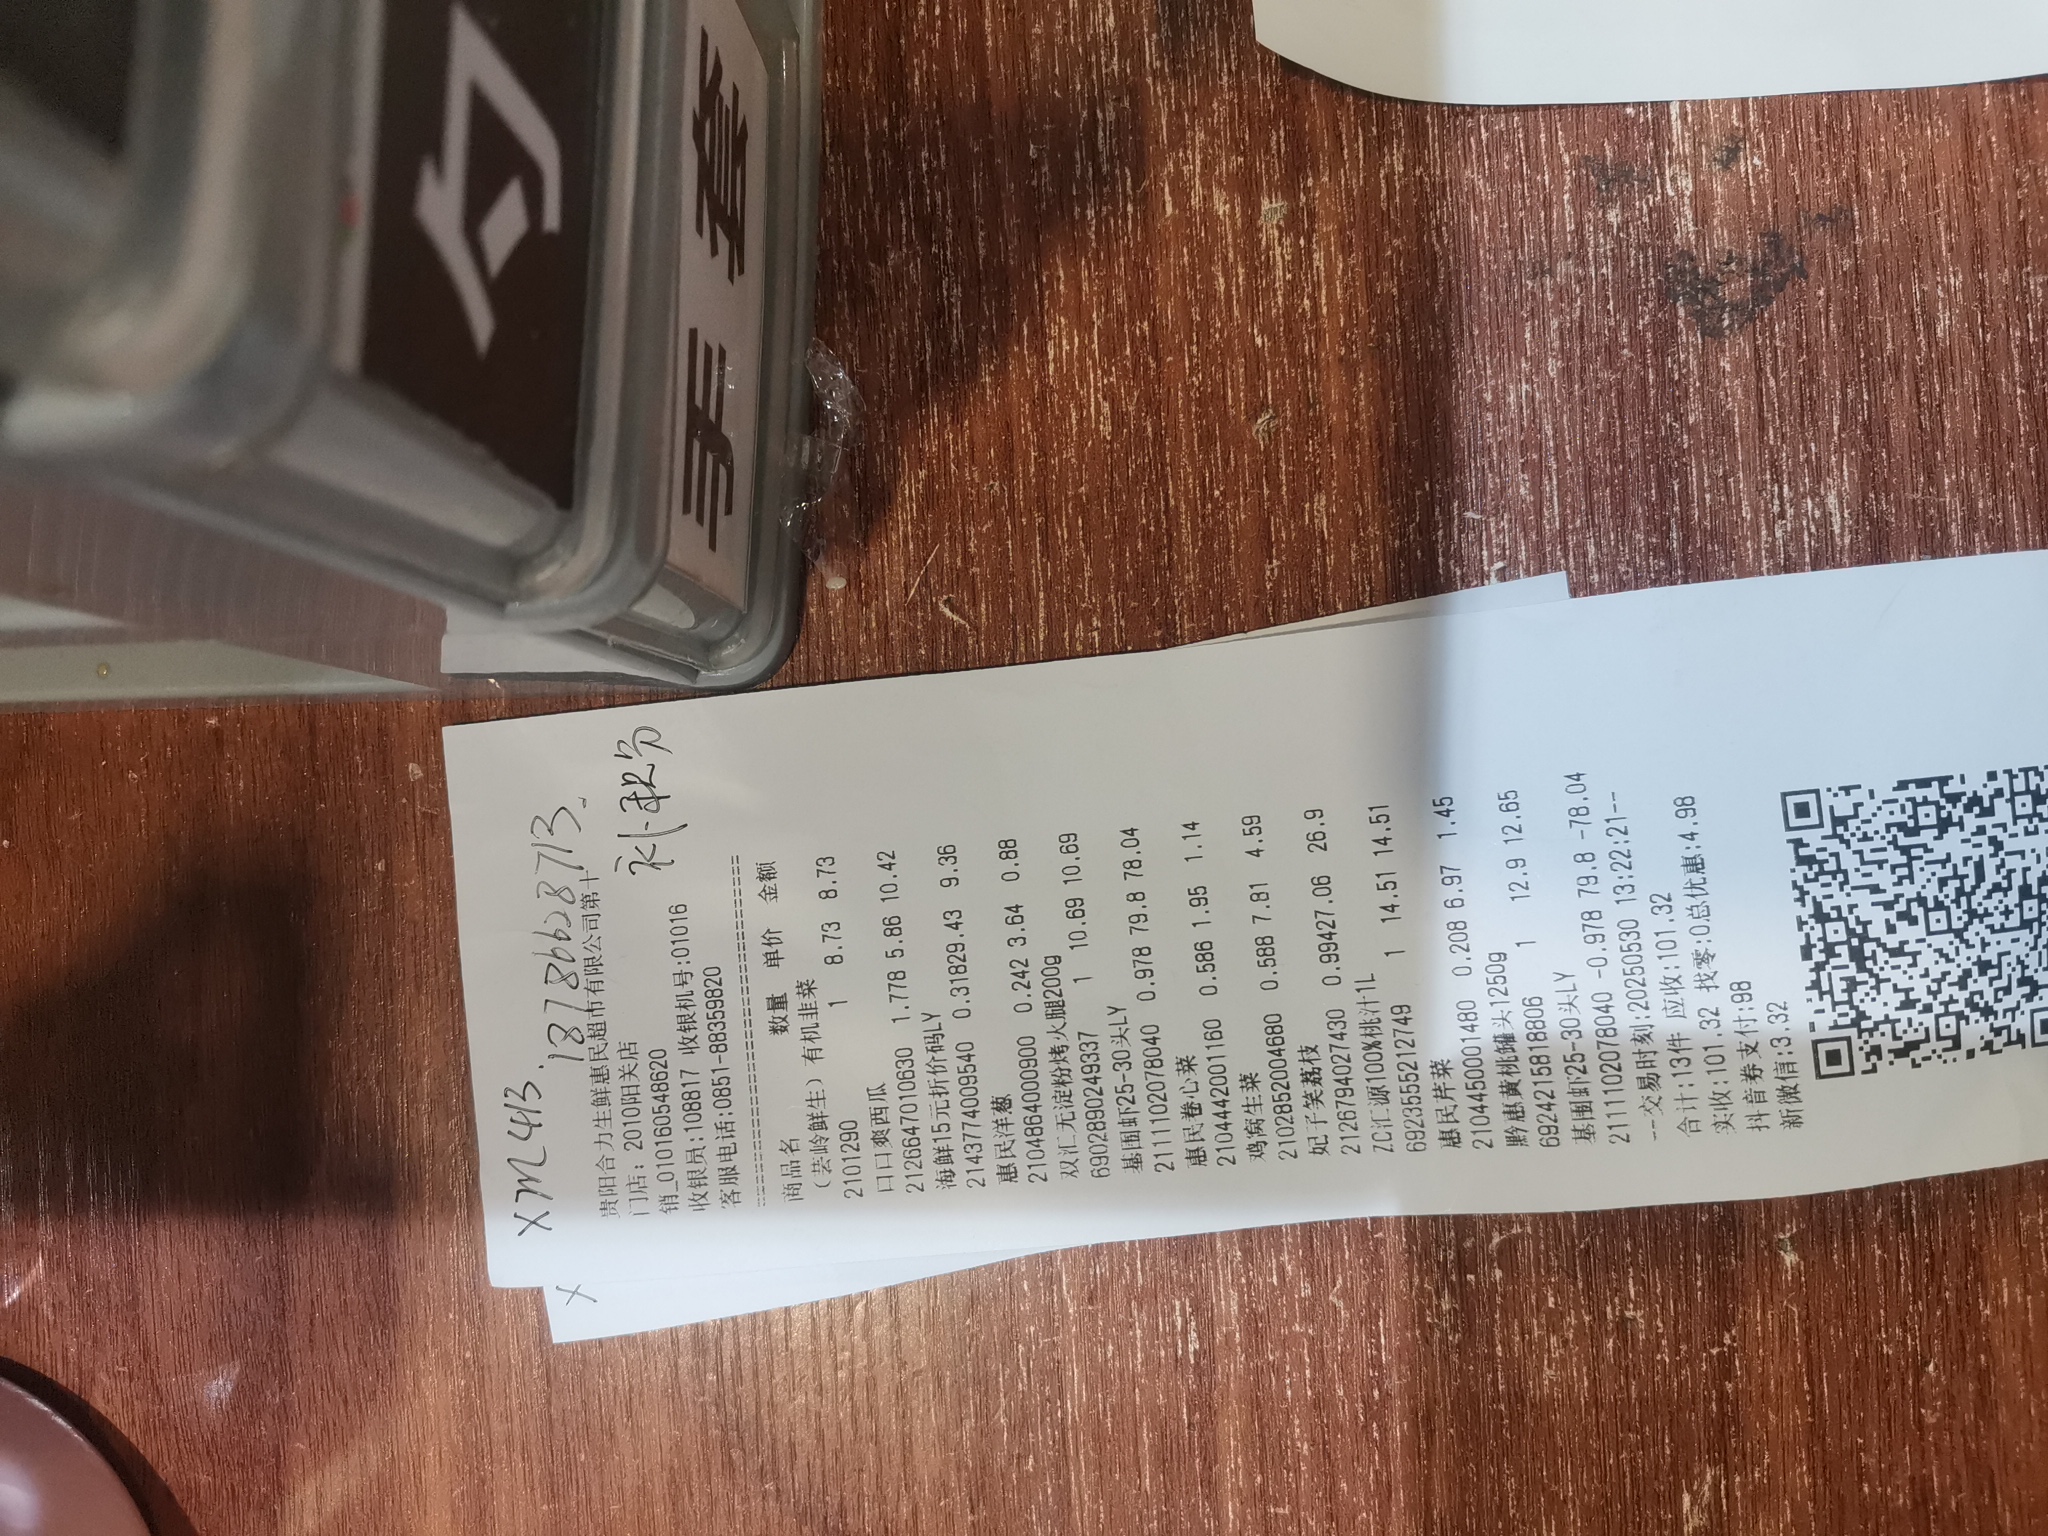 手套
XM413. 18786628713.
贵阳合力生鲜惠民超市有限公司第十
门店: 2010阳关店
补积分
销_010160548620
收银员:108817 收银机号:01016
客服电话:0851-88359820
商品名 数量 单价 金额
（芸岭鲜生）有机韭菜
2101290 1 8.73 8.73
口口爽西瓜
2126647010630 1.778 5.86 10.42
海鲜15元折价码LY
2143774009540 0.31829.43 9.36
惠民洋葱
2104864000900 0.242 3.64 0.88
双汇无淀粉烤火腿200g
6902890249337 1 10.69 10.69
基围虾25-30头LY
2111102078040 0.978 79.8 78.04
惠民卷心菜
2104442001160 0.586 1.95 1.14
鸡窝生菜
2102852004680 0.588 7.81 4.59
妃子笑荔枝
2126794027430 0.99427.06 26.9
ZC汇源100%桃汁1L
6923555212749 1 14.51 14.51
惠民芹菜
2104450001480 0.208 6.97 1.45
黔惠黄桃罐头1250g
6924215818806 1 12.9 12.65
基围虾25-30头LY
2111102078040 -0.978 79.8 -78.04
--交易时刻:20250530 13:22:21--
合计:13件 应收:101.32
实收:101.32 找零:0.总优惠:4.98
抖音券支付:98
新微信:3.32
X